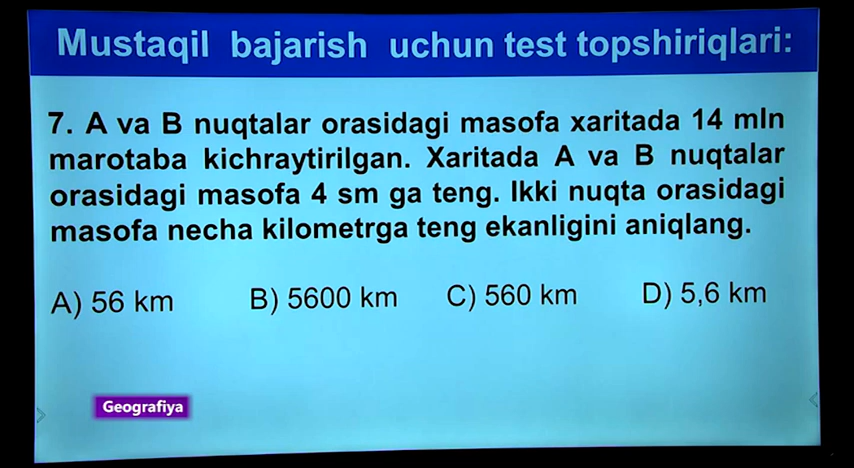 Mustaqil bajarish uchun test topshiriqlari:
7. A va B nuqtalar orasidagi masofa xaritada 14 mln
marotaba kichraytirilgan. Xaritada A va B nuqtalar
orasidagi masofa 4 sm ga teng. Ikki nuqta orasidagi
masofa necha kilometrga teng ekanligini aniqlang.
A) 56 km B) 5600 km C) 560 km D) 5,6 km
Geografiya